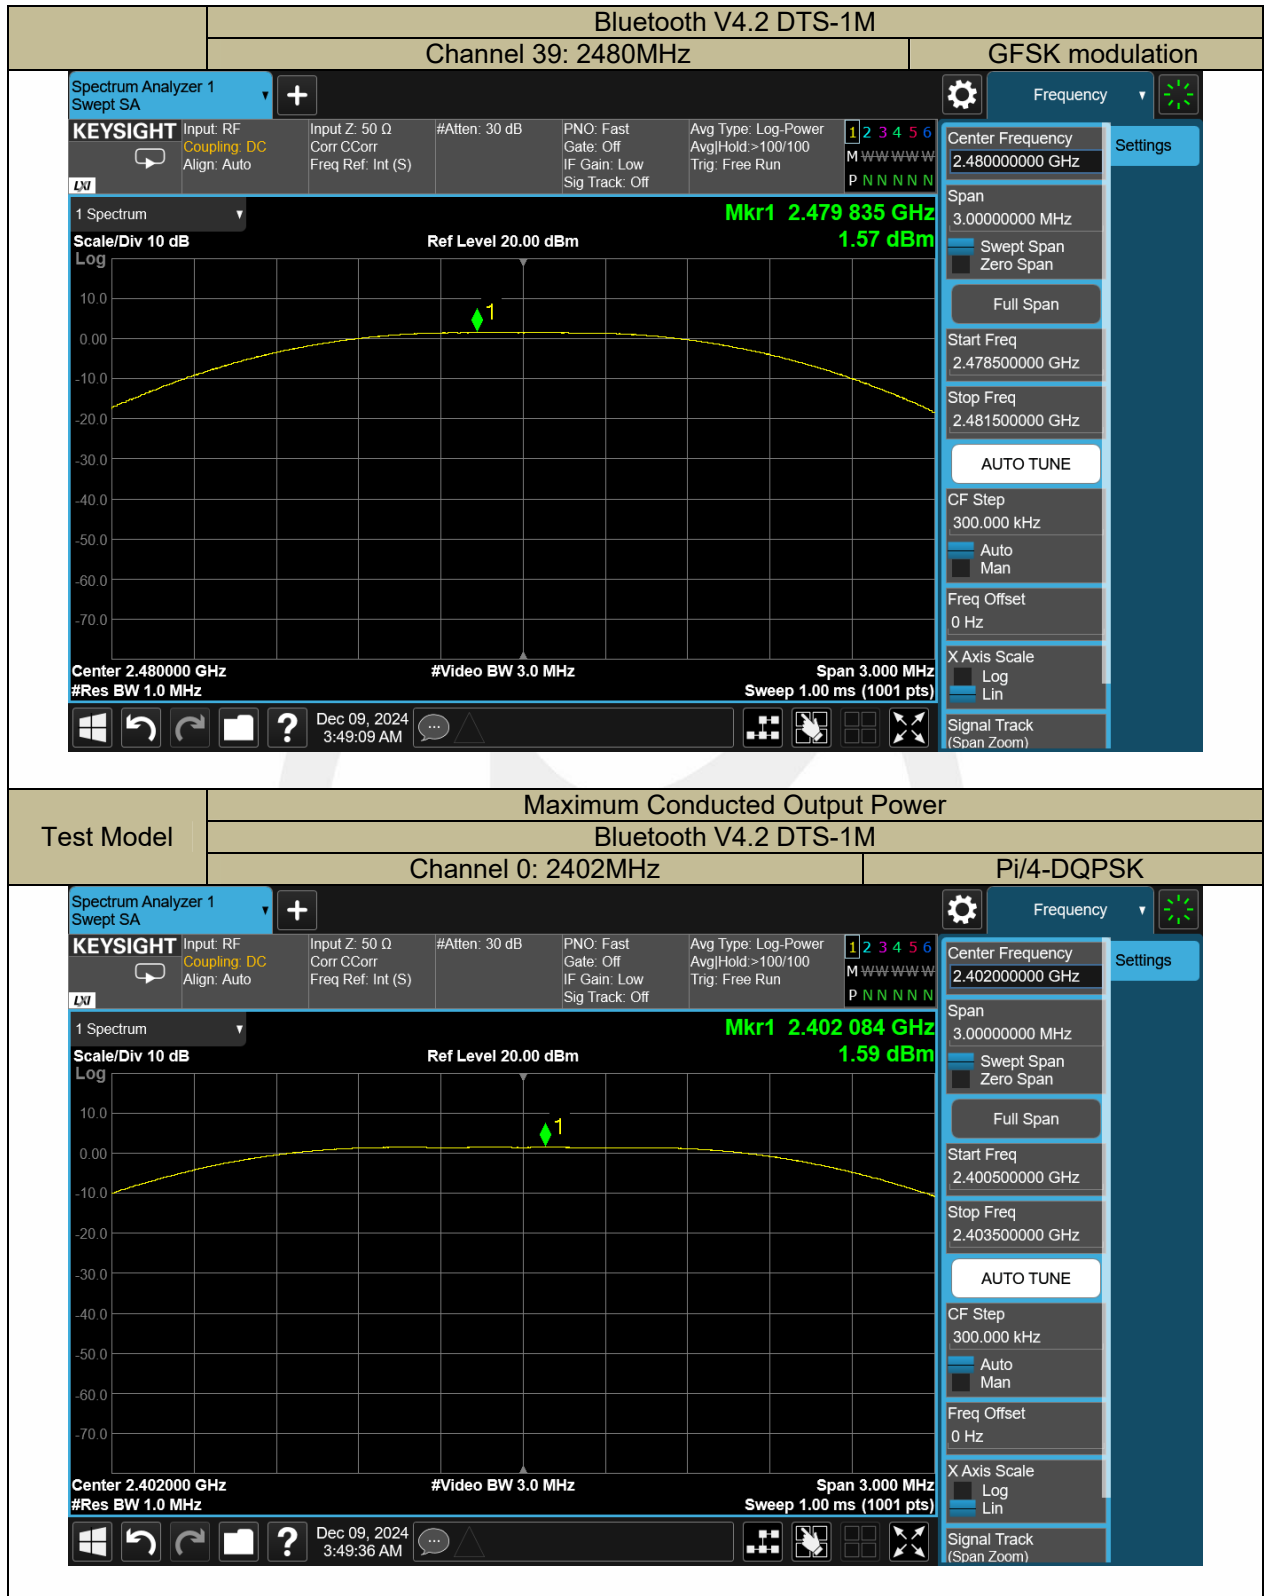 Bluetooth V4.2 DTS-1M
Channel 39: 2480MHz GFSK modulation
Spectrum Analyzer 1
Swept SA
Frequency
KEYSIGHT Input: RF Input Z: 50 Ω #Atten: 30 dB PNO: Fast Avg Type: Log-Power 1 2 3 4 5 6
Coupling: DC Corr CCorr Gate: Off Avg|Hold:>100/100 M W W W W W
Align: Auto Freq Ref: Int (S) IF Gain: Low Trig: Free Run
LXI Sig Track: Off P N N N N N
1 Spectrum
Mkr1 2.479 835 GHz
Scale/Div 10 dB Ref Level 20.00 dBm 1.57 dBm
Log
10.0
1
0.00
-10.0
-20.0
-30.0
-40.0
-50.0
-60.0
-70.0
Center 2.480000 GHz #Video BW 3.0 MHz Span 3.000 MHz
#Res BW 1.0 MHz Sweep 1.00 ms (1001 pts)
Dec 09, 2024
3:49:09 AM
Center Frequency
2.480000000 GHz
Settings
Span
3.00000000 MHz
Swept Span
Zero Span
Full Span
Start Freq
2.478500000 GHz
Stop Freq
2.481500000 GHz
AUTO TUNE
CF Step
300.000 kHz
Auto
Man
Freq Offset
0 Hz
X Axis Scale
Log
Lin
Signal Track
(Span Zoom)
Test Model
Maximum Conducted Output Power
Bluetooth V4.2 DTS-1M
Channel 0: 2402MHz Pi/4-DQPSK
Spectrum Analyzer 1
Swept SA
Frequency
KEYSIGHT Input: RF Input Z: 50 Ω #Atten: 30 dB PNO: Fast Avg Type: Log-Power 1 2 3 4 5 6
Coupling: DC Corr CCorr Gate: Off Avg|Hold:>100/100 M W W W W W
Align: Auto Freq Ref: Int (S) IF Gain: Low Trig: Free Run
LXI Sig Track: Off P N N N N N
1 Spectrum
Mkr1 2.402 084 GHz
Scale/Div 10 dB Ref Level 20.00 dBm 1.59 dBm
Log
10.0
1
0.00
-10.0
-20.0
-30.0
-40.0
-50.0
-60.0
-70.0
Center 2.402000 GHz #Video BW 3.0 MHz Span 3.000 MHz
#Res BW 1.0 MHz Sweep 1.00 ms (1001 pts)
Dec 09, 2024
3:49:36 AM
Center Frequency
2.402000000 GHz
Settings
Span
3.00000000 MHz
Swept Span
Zero Span
Full Span
Start Freq
2.400500000 GHz
Stop Freq
2.403500000 GHz
AUTO TUNE
CF Step
300.000 kHz
Auto
Man
Freq Offset
0 Hz
X Axis Scale
Log
Lin
Signal Track
(Span Zoom)